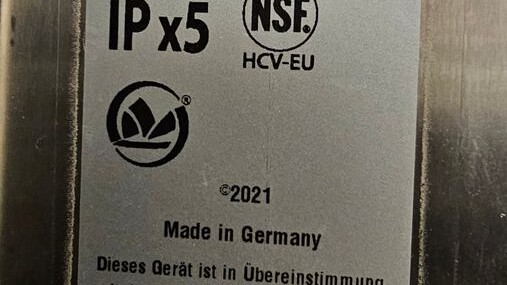 IP x5
NSF.
HCV-EU
®
©2021
Made in Germany
Dieses Gerät ist in Übereinstimmung